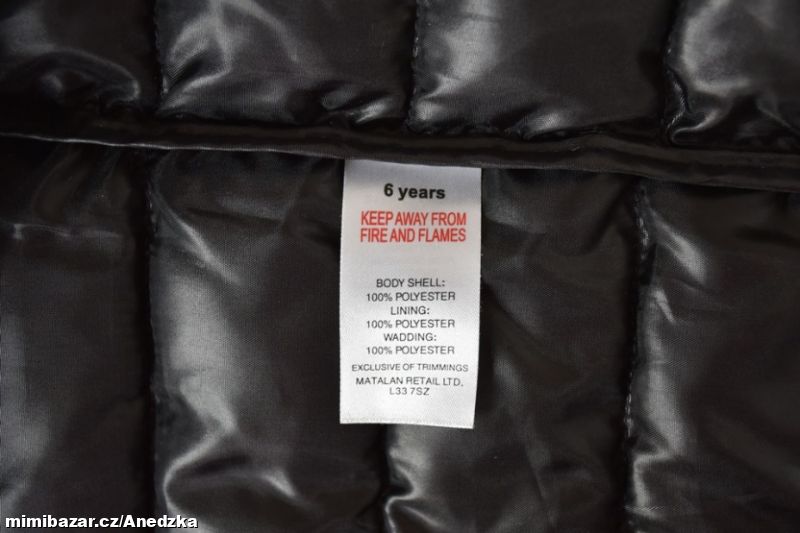 6 years
KEEP AWAY FROM
FIRE AND FLAMES
BODY SHELL:
100% POLYESTER
LINING:
100% POLYESTER
WADDING:
100% POLYESTER
EXCLUSIVE OF TRIMMINGS
MATALAN RETAIL LTD.
L33 7SZ
mimibazar.cz/Anedzka